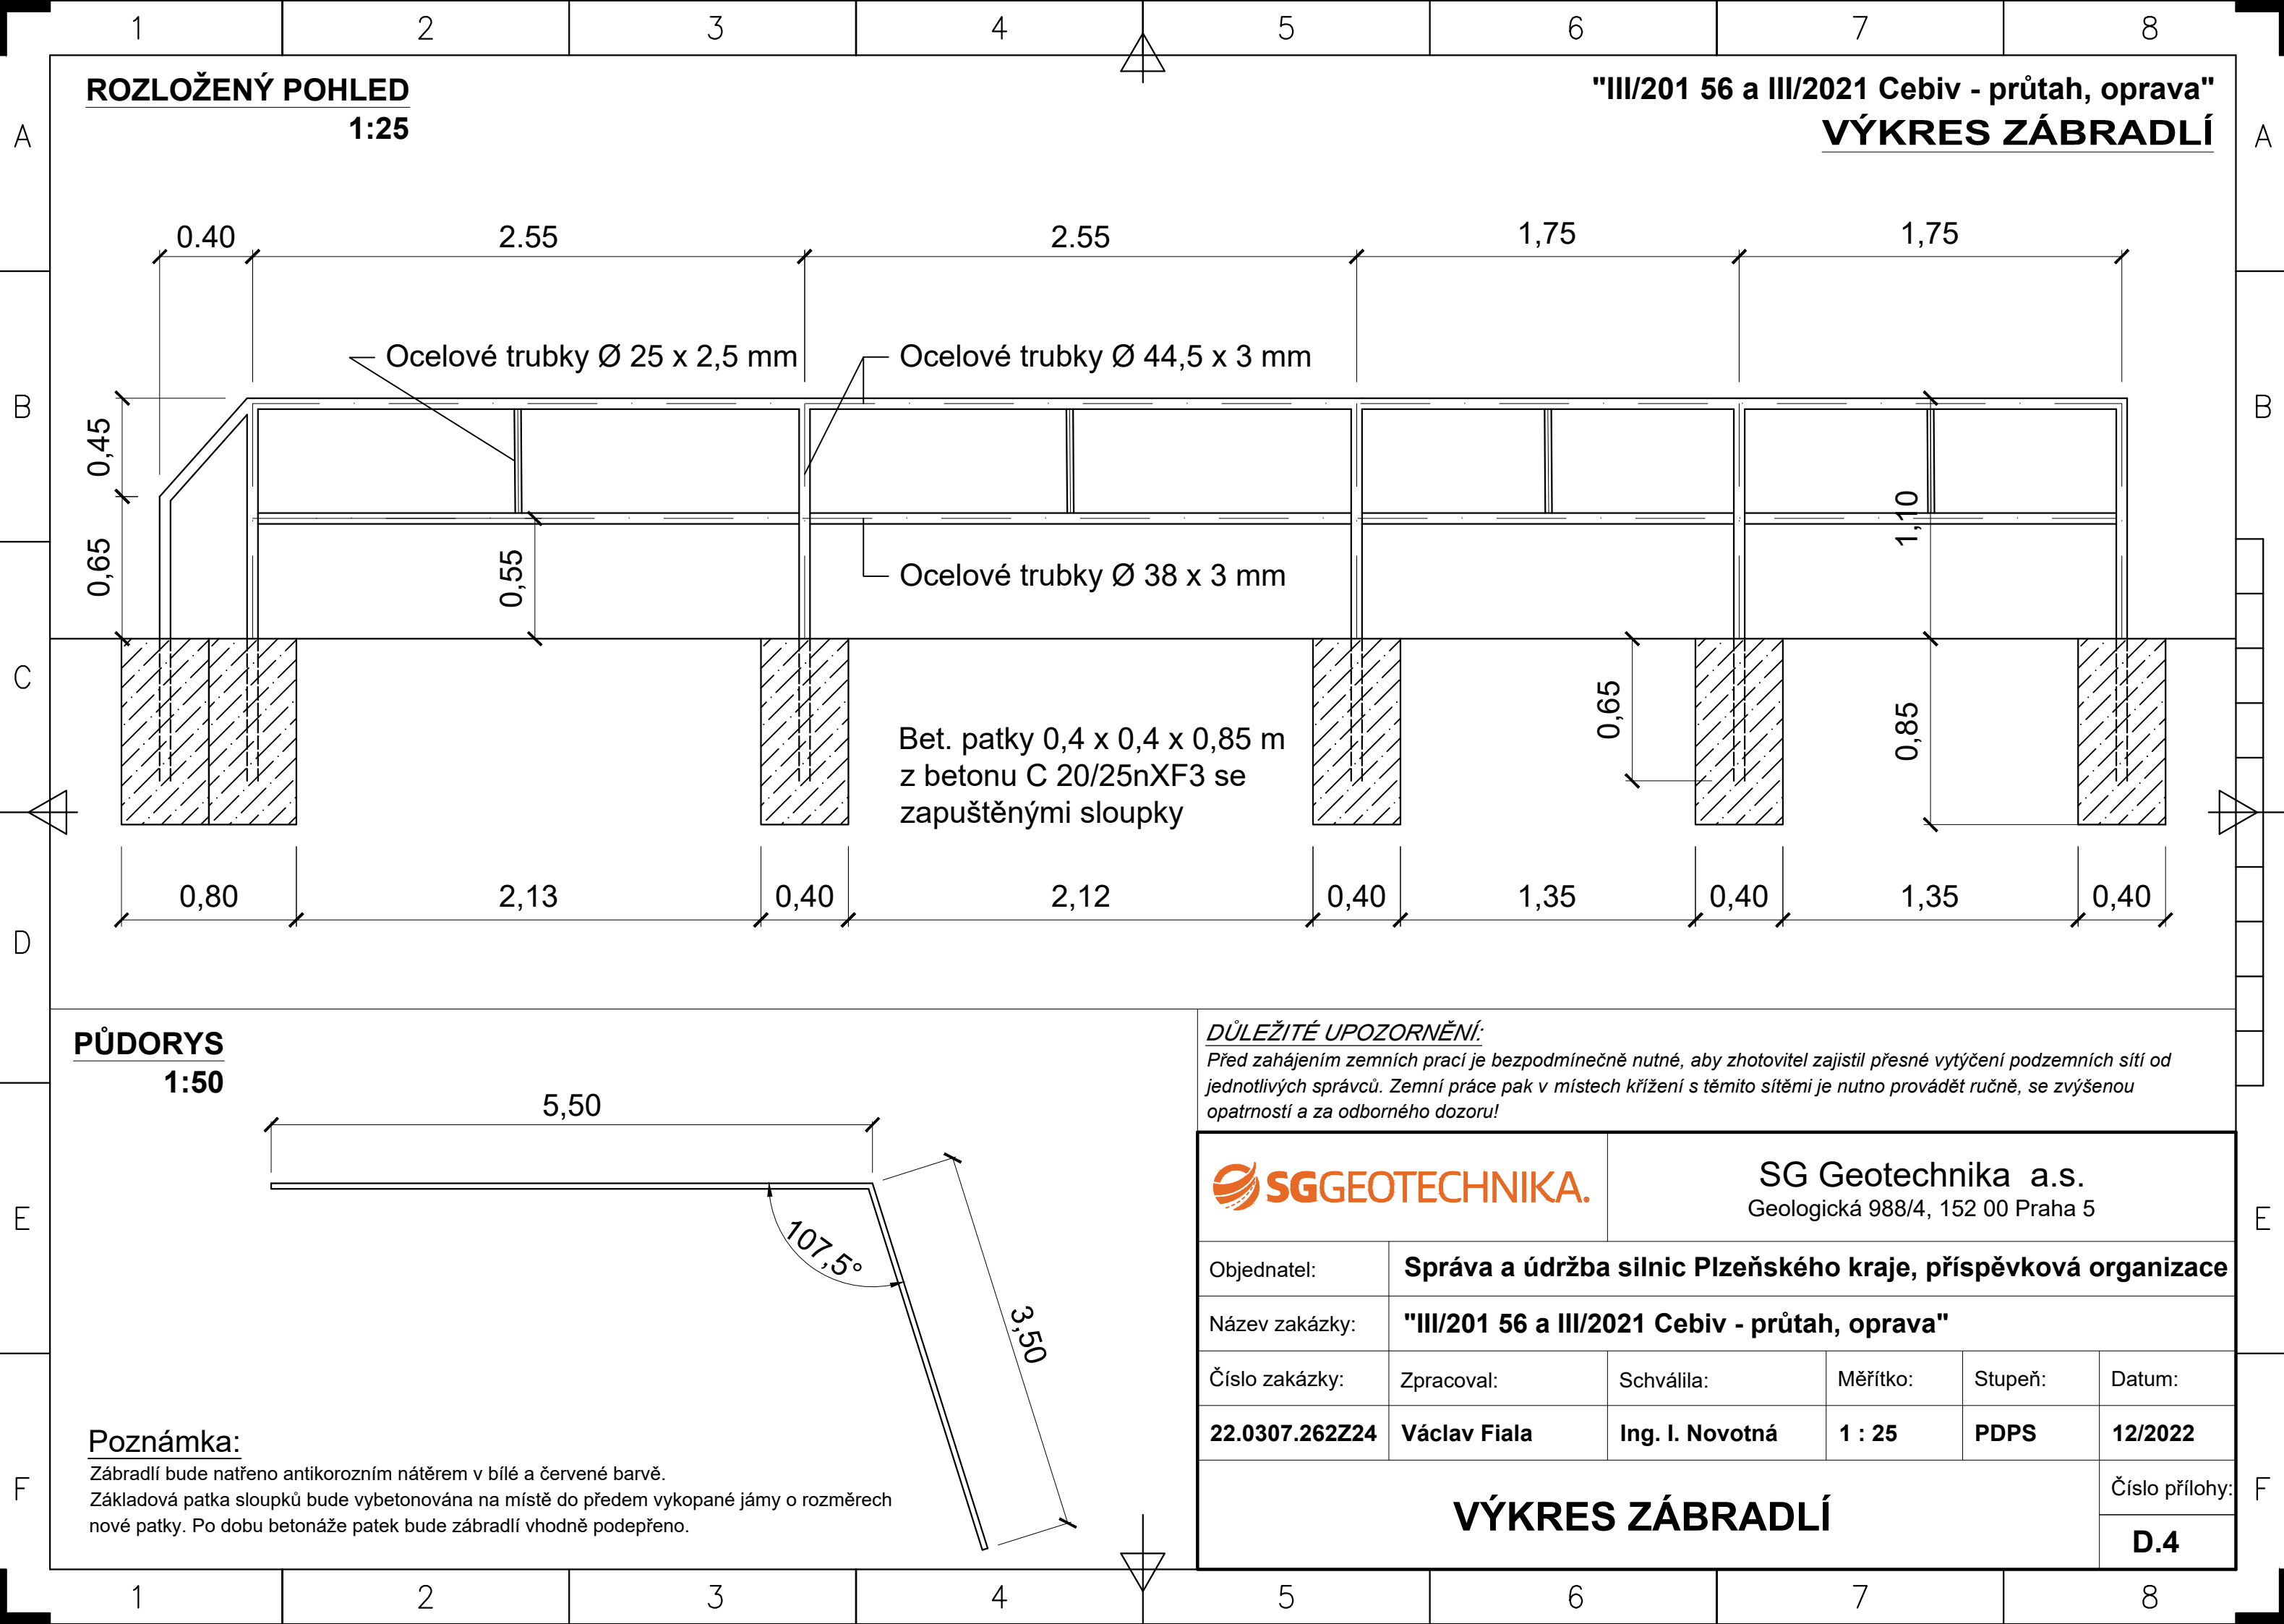 1 2 3 4 5 6 7 8
ROZLOŽENÝ POHLED
1:25
"III/201 56 a III/2021 Cebiv - průtah, oprava"
VÝKRES ZÁBRADLÍ
A A
0.40 2.55 2.55 1,75 1,75
Ocelové trubky Ø 25 x 2,5 mm
Ocelové trubky Ø 44,5 x 3 mm
B B
0,45
1,10
0,65
0,55
Ocelové trubky Ø 38 x 3 mm
C
0,65
0,85
Bet. patky 0,4 x 0,4 x 0,85 m
z betonu C 20/25nXF3 se
zapuštěnými sloupky
0,80 2,13 0,40 2,12 0,40 1,35 0,40 1,35 0,40
D
PŮDORYS
1:50
5,50
107,5°
3,50
E E
Poznámka:
Zábradlí bude natřeno antikorozním nátěrem v bílé a červené barvě.
Základová patka sloupků bude vybetonována na místě do předem vykopané jámy o rozměrech
nové patky. Po dobu betonáže patek bude zábradlí vhodně podepřeno.
DŮLEŽITÉ UPOZORNĚNÍ:
Před zahájením zemních prací je bezpodmínečně nutné, aby zhotovitel zajistil přesné vytýčení podzemních sítí od
jednotlivých správců. Zemní práce pak v místech křížení s těmito sítěmi je nutno provádět ručně, se zvýšenou
opatrností a za odborného dozoru!
SGGEOTECHNIKA.
SG Geotechnika a.s.
Geologická 988/4, 152 00 Praha 5
Objednatel: Správa a údržba silnic Plzeňského kraje, příspěvková organizace
Název zakázky: "III/201 56 a III/2021 Cebiv - průtah, oprava"
Číslo zakázky: Zpracoval: Schválila: Měřítko: Stupeň: Datum:
22.0307.262Z24 Václav Fiala Ing. I. Novotná 1 : 25 PDPS 12/2022
VÝKRES ZÁBRADLÍ
Číslo přílohy:
D.4
F F
1 2 3 4 5 6 7 8